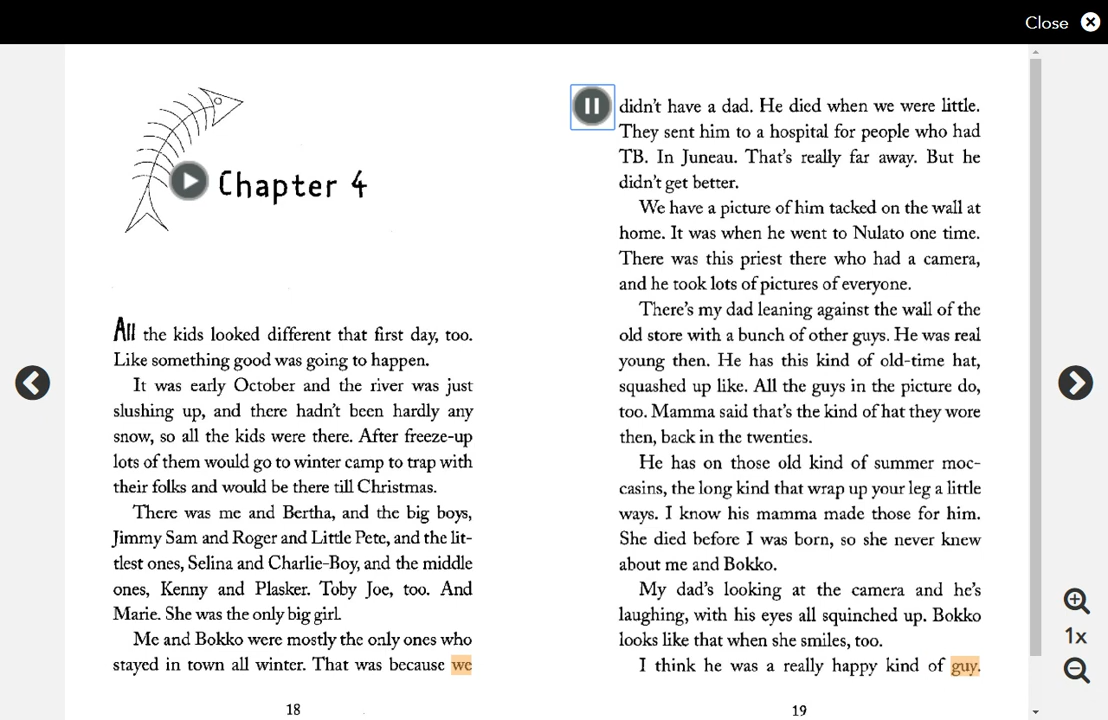 Close
Chapter 4
All the kids looked different that first day, too.
Like something good was going to happen.
It was early October and the river was just
slushing up, and there hadn't been hardly any
snow, so all the kids were there. After freeze-up
lots of them would go to winter camp to trap with
their folks and would be there till Christmas.
There was me and Bertha, and the big boys,
Jimmy Sam and Roger and Little Pete, and the lit-
tlest ones, Selina and Charlie-Boy, and the middle
ones, Kenny and Plasker. Toby Joe, too. And
Marie. She was the only big girl.
Me and Bokko were mostly the only ones who
stayed in town all winter. That was because we
18
didn't have a dad. He died when we were little.
They sent him to a hospital for people who had
TB. In Juneau. That's really far away. But he
didn't get better.
We have a picture of him tacked on the wall at
home. It was when he went to Nulato one time.
There was this priest there who had a camera,
and he took lots of pictures of everyone.
There's my dad leaning against the wall of the
old store with a bunch of other guys. He was real
young then. He has this kind of old-time hat,
squashed up like. All the guys in the picture do,
too. Mamma said that's the kind of hat they wore
then, back in the twenties.
He has on those old kind of summer moc-
casins, the long kind that wrap up your leg a little
ways. I know his mamma made those for him.
She died before I was born, so she never knew
about me and Bokko.
My dad's looking at the camera and he's
laughing, with his eyes all squinched up. Bokko
looks like that when she smiles, too.
I think he was a really happy kind of guy.
19
1x